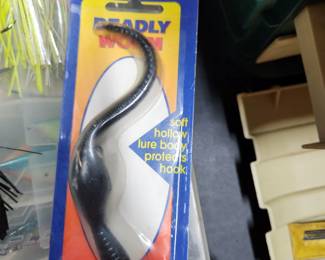 DEADLY
WORM
soft
hollow
lure body
protects
hook.